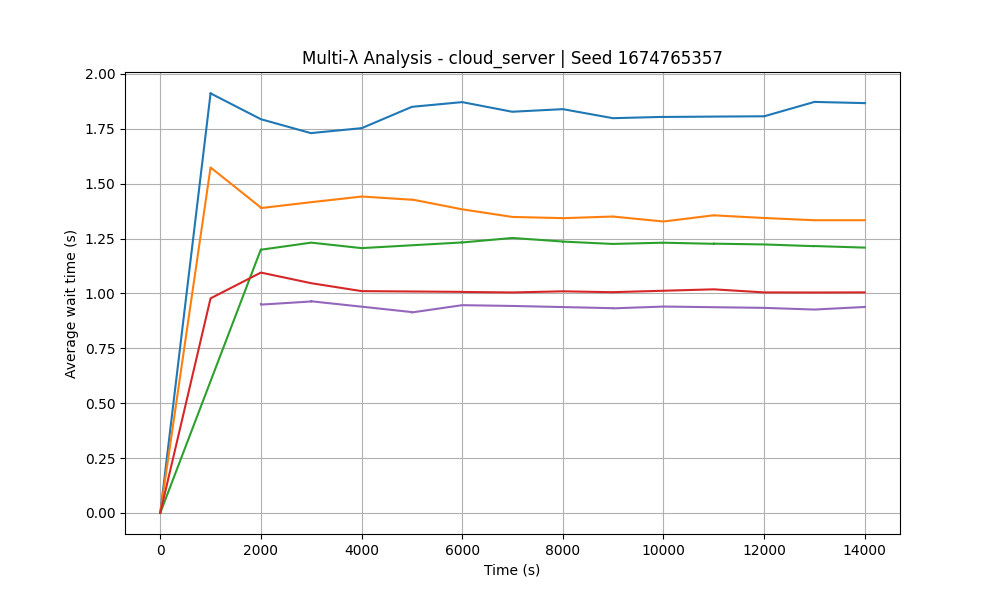 Multi-λ Analysis - cloud_server | Seed 1674765357
Average wait time (s)
2.00
1.75
1.50
1.25
1.00
0.75
0.50
0.25
0.00
0 2000 4000 6000 8000 10000 12000 14000
Time (s)